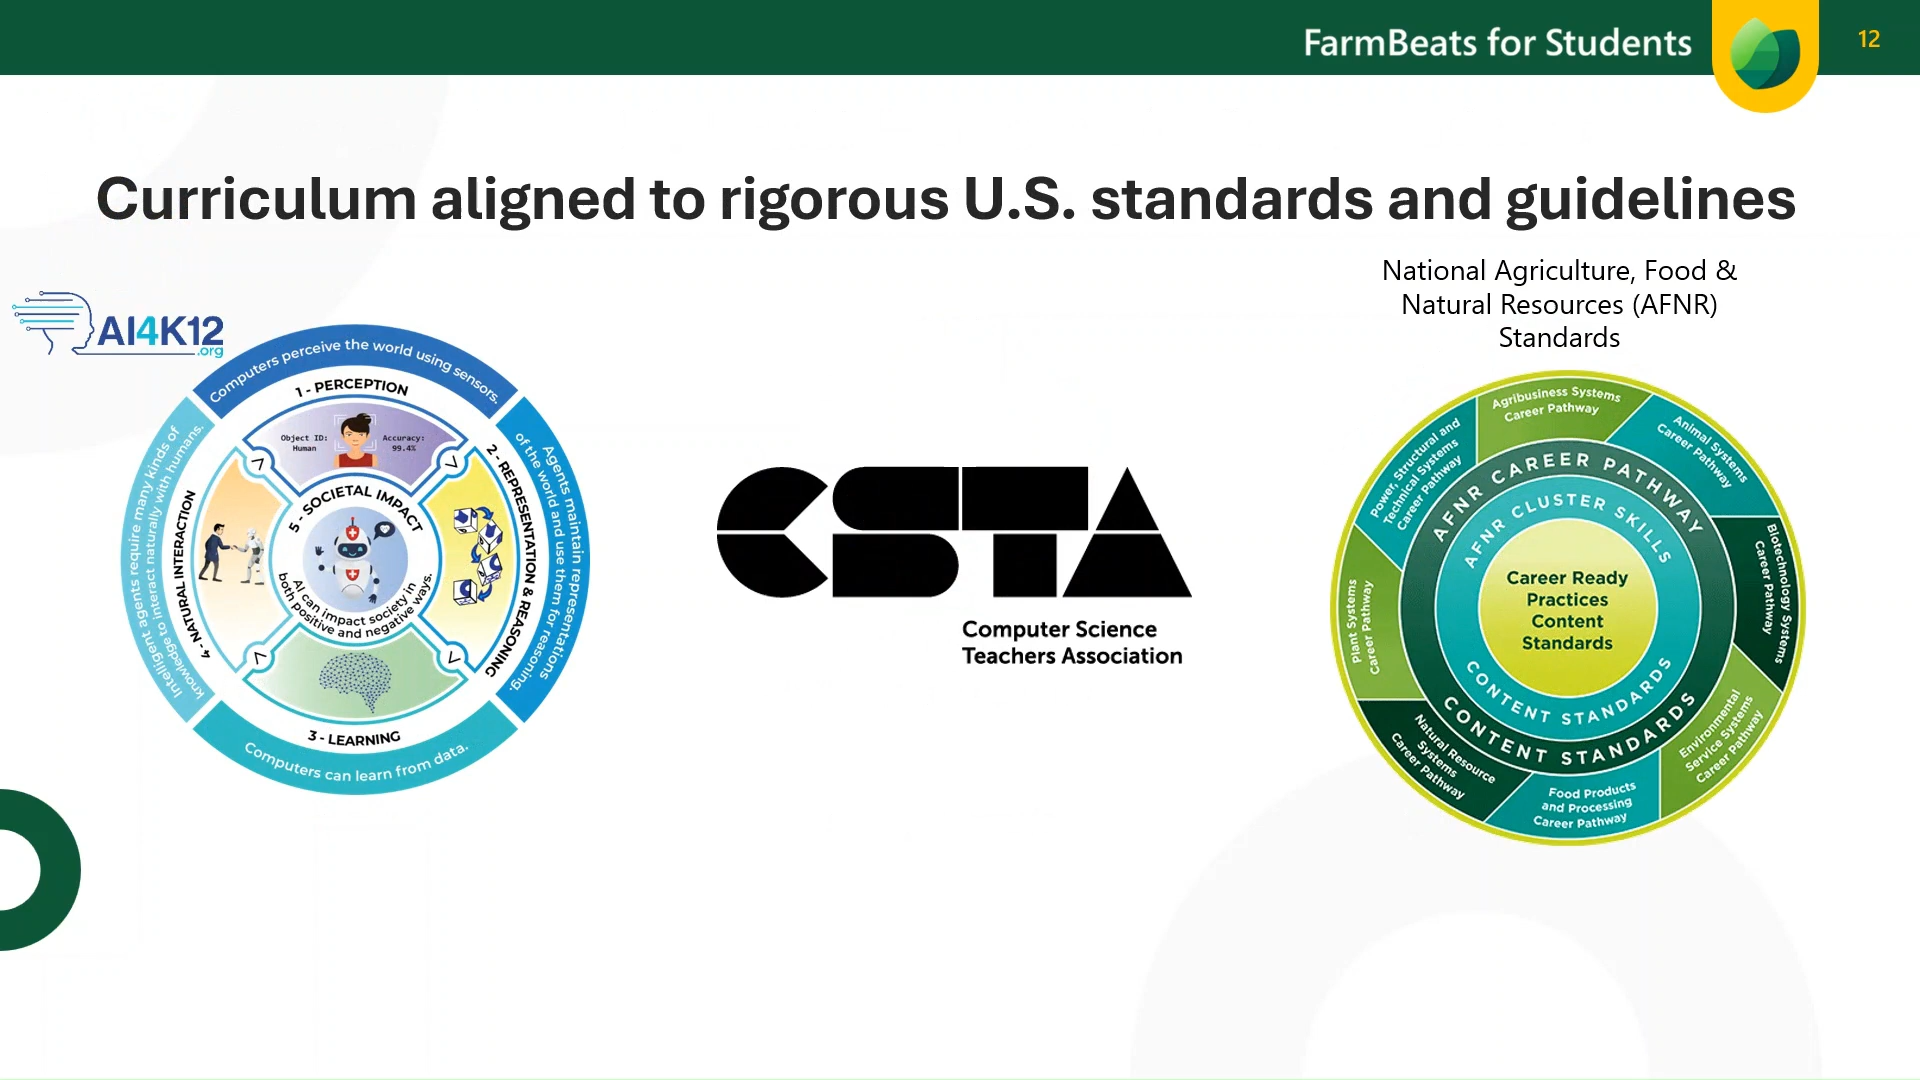 FarmBeats for Students
12
Curriculum aligned to rigorous U.S. standards and guidelines
AI4K12
.org
Computers perceive the world using sensors.
1 - PERCEPTION
Object ID:
Human
Accuracy:
99.4%
Agents maintain representations
of the world and use them for reasoning.
2 - REPRESENTATION & REASONING
3 - LEARNING
Computers can learn from data.
Intelligent agents require many kinds of
knowledge to interact naturally with humans.
4 - NATURAL INTERACTION
5 - SOCIETAL IMPACT
AI can impact society in
both positive and negative ways.
CSTA
Computer Science
Teachers Association
National Agriculture, Food &
Natural Resources (AFNR)
Standards
Agribusiness Systems
Career Pathway
Animal Systems
Career Pathway
Biotechnology Systems
Career Pathway
Environmental
Service Systems
Career Pathway
Food Products
and Processing
Career Pathway
Natural Resource
Systems
Career Pathway
Plant Systems
Career Pathway
Power, Structural and
Technical Systems
Career Pathway
AFNR CAREER PATHWAY
CONTENT STANDARDS
AFNR CLUSTER SKILLS
CONTENT STANDARDS
Career Ready
Practices
Content
Standards